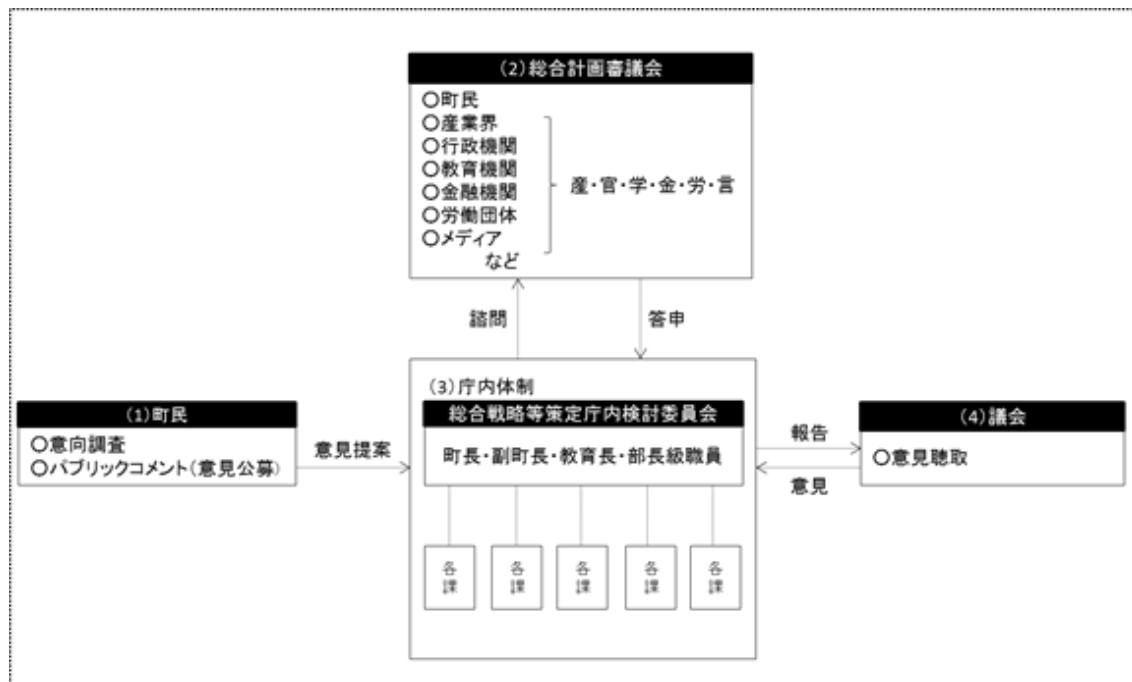 (2)総合計画審議会
○町民
○産業界
○行政機関
○教育機関
○金融機関
○労働団体
○メディア
など
産・官・学・金・労・言
諮問
答申
(1)町民
○意向調査
○パブリックコメント(意見公募)
意見提案
(3)庁内体制
総合戦略等策定庁内検討委員会
町長・副町長・教育長・部長級職員
各課
各課
各課
各課
各課
報告
意見
(4)議会
○意見聴取